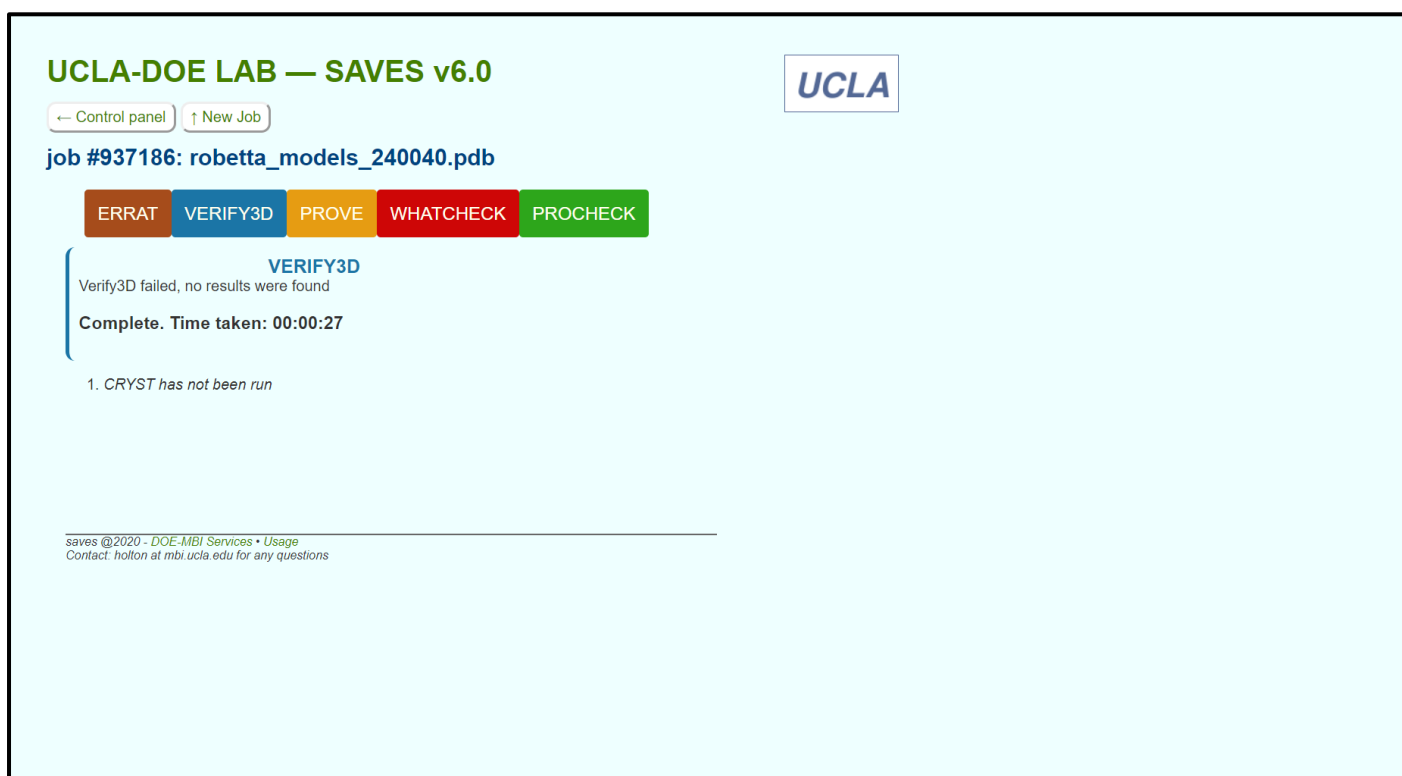 UCLA-DOE LAB — SAVES v6.0
UCLA
← Control panel ↑ New Job
job #937186: robetta_models_240040.pdb
ERRAT VERIFY3D PROVE WHATCHECK PROCHECK
VERIFY3D
Verify3D failed, no results were found
Complete. Time taken: 00:00:27
1. CRYST has not been run
saves @2020 - DOE-MBI Services • Usage
Contact: holton at mbi.ucla.edu for any questions